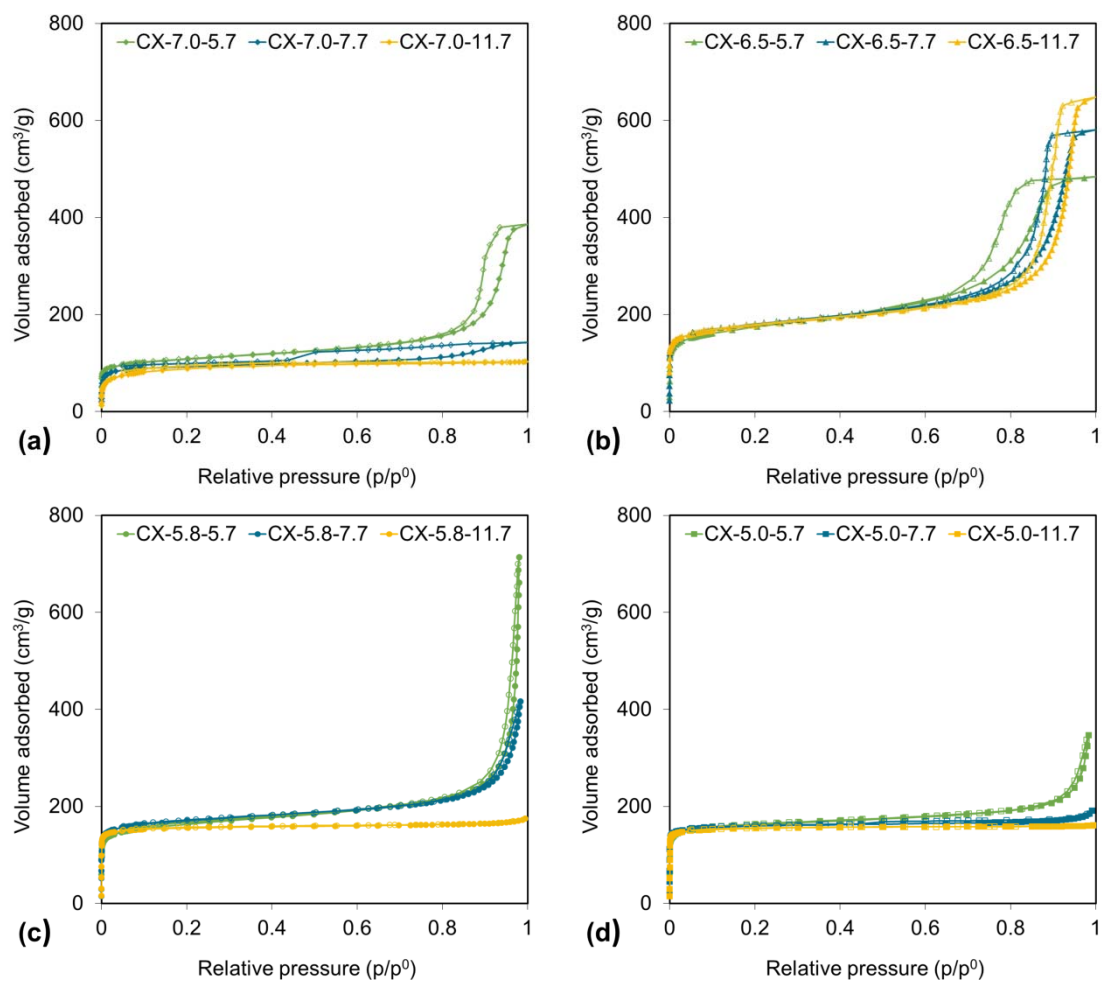 CX-7.0-5.7 CX-7.0-7.7 CX-7.0-11.7
Volume adsorbed (cm³/g)
800
600
400
200
0
0 0.2 0.4 0.6 0.8 1
(a)
Relative pressure (p/p⁰)
CX-6.5-5.7 CX-6.5-7.7 CX-6.5-11.7
Volume adsorbed (cm³/g)
800
600
400
200
0
0 0.2 0.4 0.6 0.8 1
(b)
Relative pressure (p/p⁰)
CX-5.8-5.7 CX-5.8-7.7 CX-5.8-11.7
Volume adsorbed (cm³/g)
800
600
400
200
0
0 0.2 0.4 0.6 0.8 1
(c)
Relative pressure (p/p⁰)
CX-5.0-5.7 CX-5.0-7.7 CX-5.0-11.7
Volume adsorbed (cm³/g)
800
600
400
200
0
0 0.2 0.4 0.6 0.8 1
(d)
Relative pressure (p/p⁰)